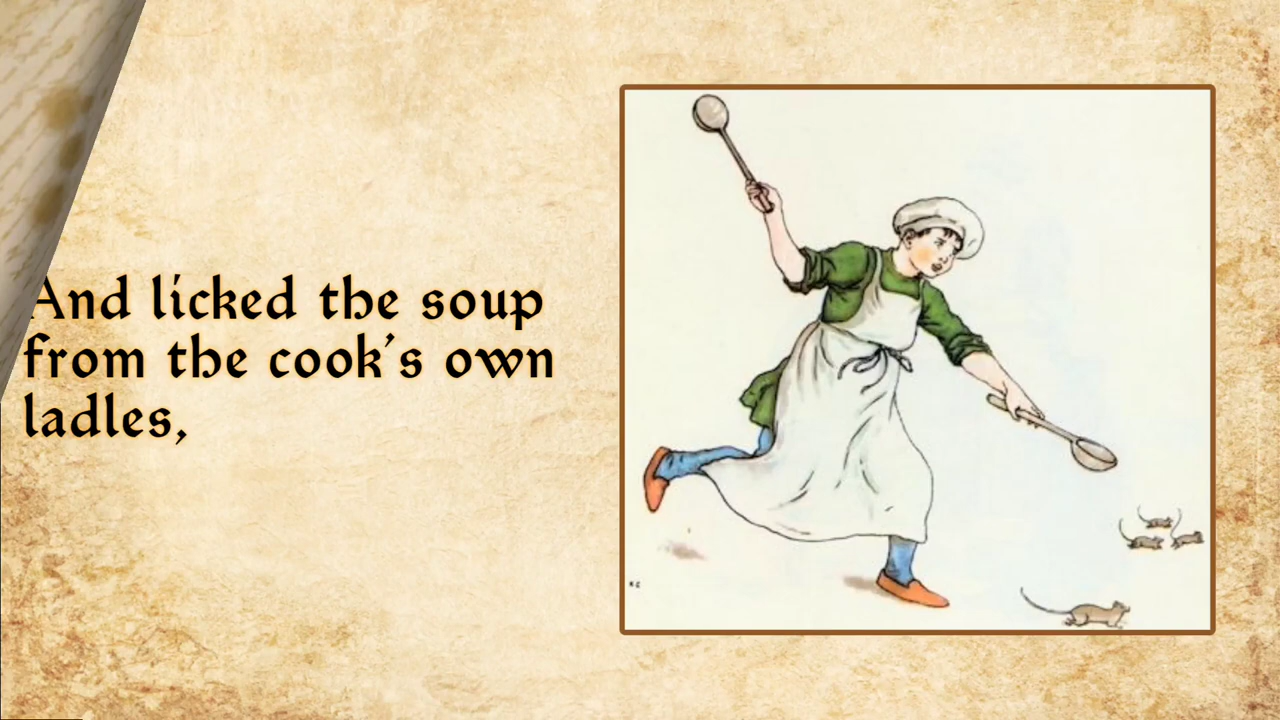 And licked the soup
from the cook's own
ladles,
K G